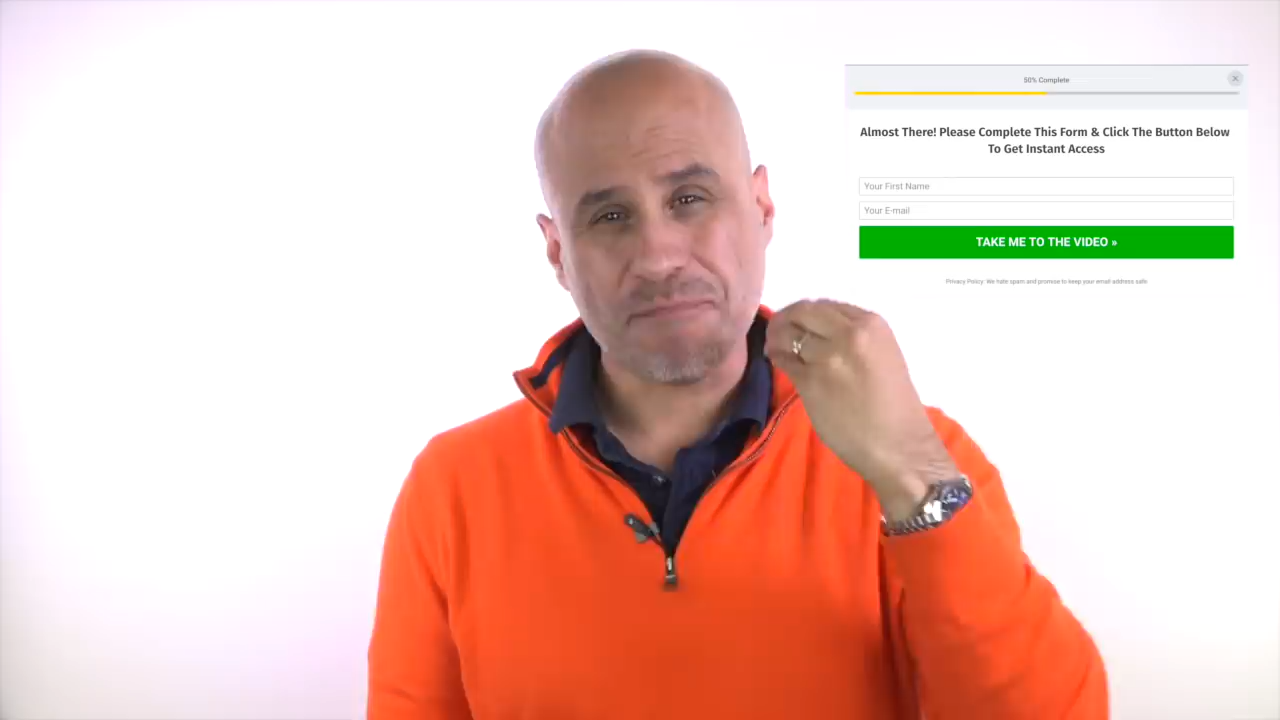 50% Complete
Almost There! Please Complete This Form & Click The Button Below
To Get Instant Access
Your First Name
Your E-mail
TAKE ME TO THE VIDEO »
Privacy Policy: We hate spam and promise to keep your email address safe